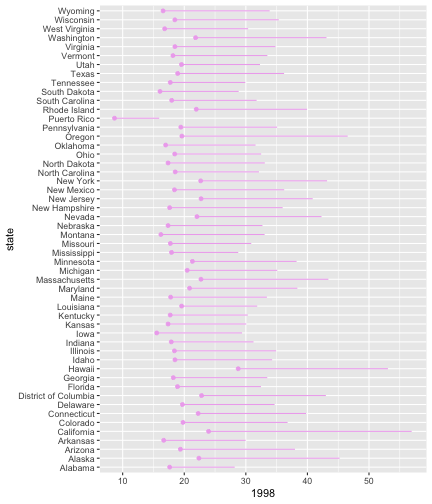 Wyoming
Wisconsin
West Virginia
Washington
Virginia
Vermont
Utah
Texas
Tennessee
South Dakota
South Carolina
Rhode Island
Puerto Rico
Pennsylvania
Oregon
Oklahoma
Ohio
North Dakota
North Carolina
New York
New Mexico
New Jersey
New Hampshire
Nevada
Nebraska
Montana
Missouri
Mississippi
Minnesota
Michigan
Massachusetts
Maryland
Maine
Louisiana
Kentucky
Kansas
Iowa
Indiana
Illinois
Idaho
Hawaii
Georgia
Florida
District of Columbia
Delaware
Connecticut
Colorado
California
Arkansas
Arizona
Alaska
Alabama
state
10 20 30 40 50
1998